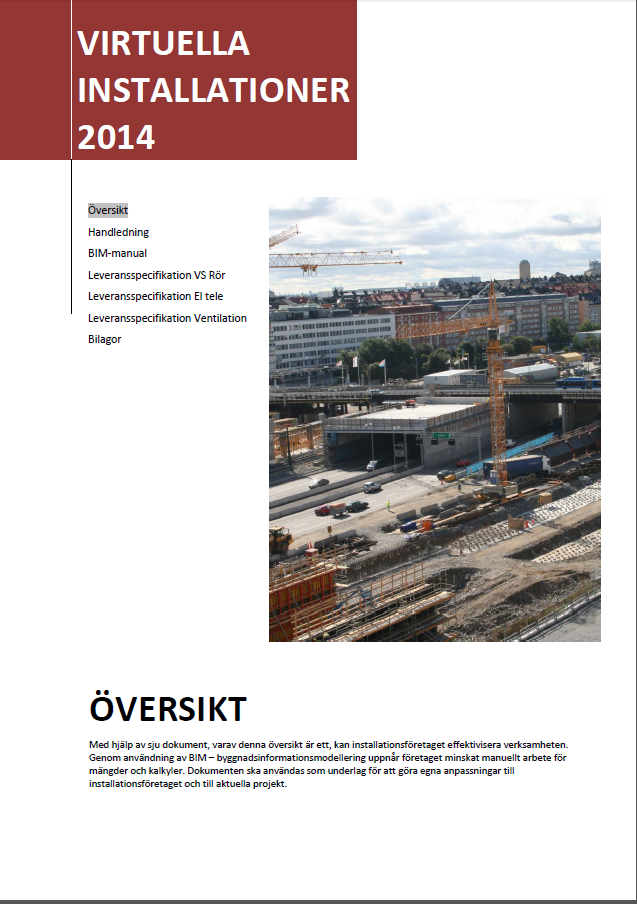 VIRTUELLA
INSTALLATIONER
2014
Översikt
Handledning
BIM-manual
Leveransspecifikation VS Rör
Leveransspecifikation El tele
Leveransspecifikation Ventilation
Bilagor
ÖVERSIKT
Med hjälp av sju dokument, varav denna översikt är ett, kan installationsföretaget effektivisera verksamheten.
Genom användning av BIM – byggnadsinformationsmodellering uppnår företaget minskat manuellt arbete för
mängder och kalkyler. Dokumenten ska användas som underlag för att göra egna anpassningar till
installationsföretaget och till aktuella projekt.